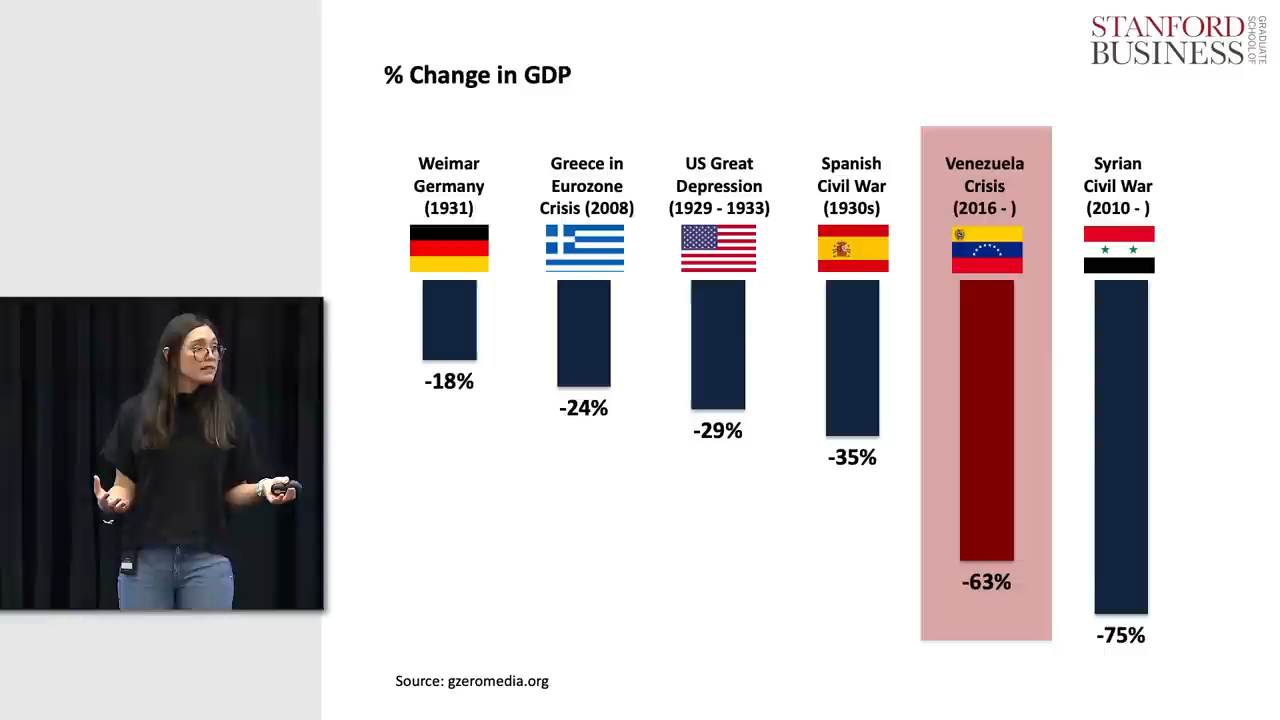 STANFORD
BUSINESS
GRADUATE
SCHOOL OF
% Change in GDP
Weimar
Germany
(1931)
Greece in
Eurozone
Crisis (2008)
US Great
Depression
(1929 - 1933)
Spanish
Civil War
(1930s)
Venezuela
Crisis
(2016 - )
Syrian
Civil War
(2010 - )
-18%
-24%
-29%
-35%
-63%
-75%
Source: gzeromedia.org